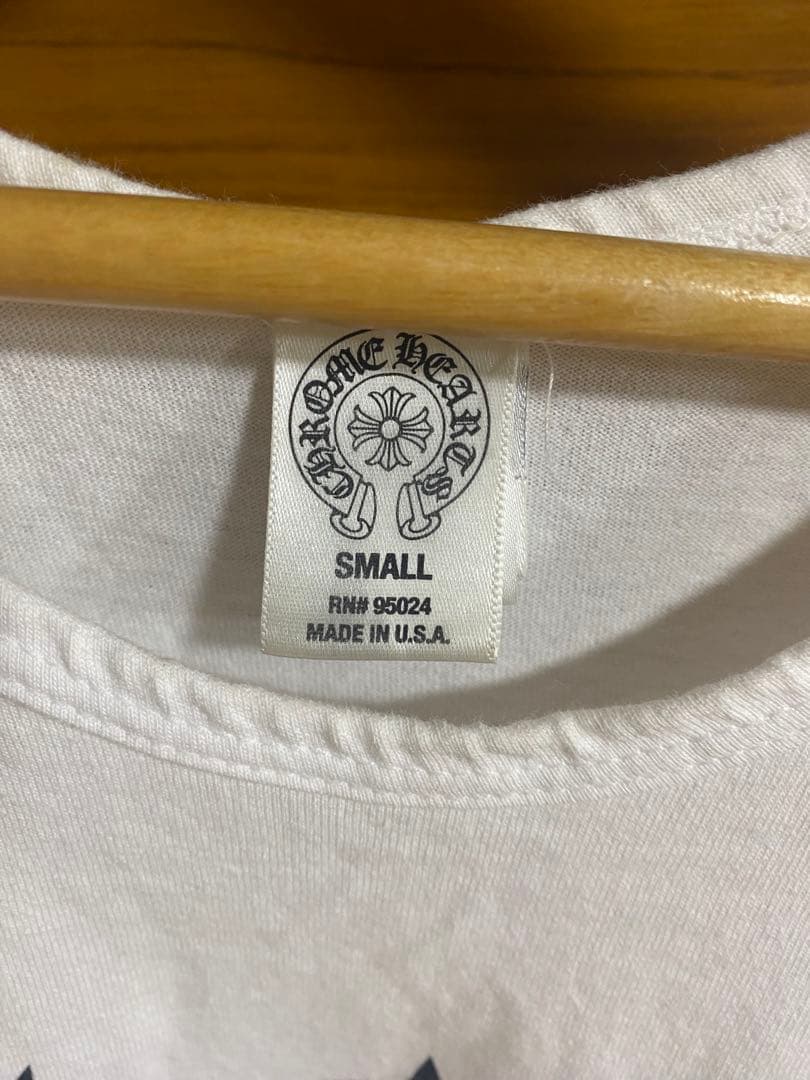 CHROME HEARTS
SMALL
RN# 95024
MADE IN U.S.A.